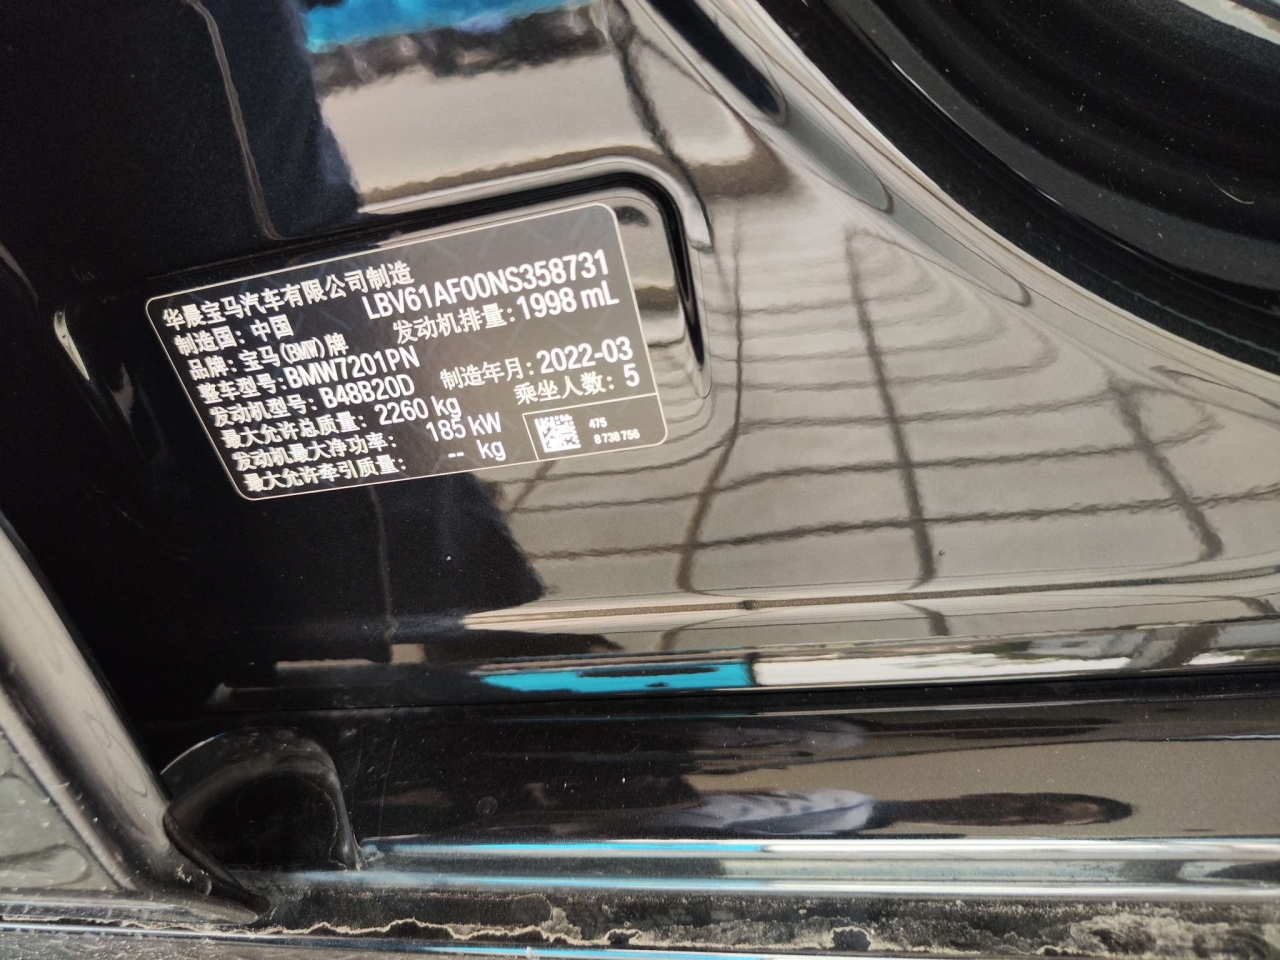 华晨宝马汽车有限公司制造
制造国：中国 LBV61AF00NS358731
品牌：宝马(BMW)牌 发动机排量：1998 mL
整车型号：BMW7201PN
发动机型号：B48B20D 制造年月：2022-03
最大允许总质量：2260 kg 乘坐人数：5
发动机最大净功率：185 kW
最大允许牵引质量：-- kg
475
8 738 756